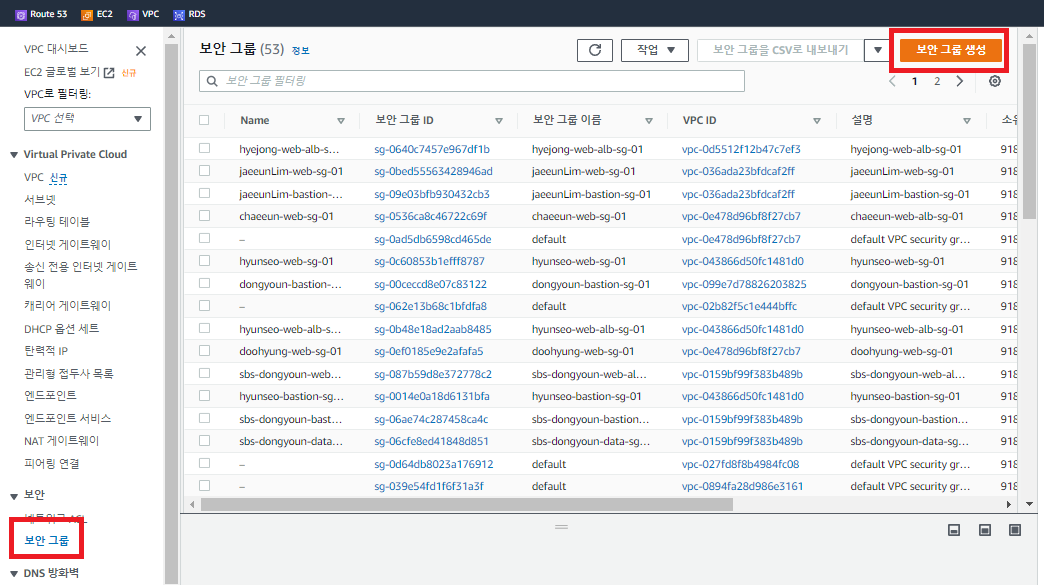 Route 53 EC2 VPC RDS
VPC 대시보드
EC2 글로벌 보기 신규
VPC로 필터링:
VPC 선택
Virtual Private Cloud
VPC 신규
서브넷
라우팅 테이블
인터넷 게이트웨이
송신 전용 인터넷 게이트
웨이
캐리어 게이트웨이
DHCP 옵션 세트
탄력적 IP
관리형 접두사 목록
엔드포인트
엔드포인트 서비스
NAT 게이트웨이
피어링 연결
보안
네트워크 ACL
보안 그룹
DNS 방화벽
보안 그룹 (53) 정보
작업
보안 그룹을 CSV로 내보내기
보안 그룹 생성
보안 그룹 필터링
1 2
Name 보안 그룹 ID 보안 그룹 이름 VPC ID 설명 소유
hyejong-web-alb-s... sg-0640c7457e967df1b hyejong-web-alb-sg-01 vpc-0d5512f12b47c7ef3 hyejong-web-alb-sg-01 918
jaeeunLim-web-sg-01 sg-0bed55563428946ad jaeeunLim-web-sg-01 vpc-036ada23bfdcaf2ff jaeeunLim-web-sg-01 918
jaeeunLim-bastion-... sg-09e03bfb930432cb3 jaeeunLim-bastion-sg-01 vpc-036ada23bfdcaf2ff jaeeunLim-bastion-sg-01 918
chaeeun-web-sg-01 sg-0536ca8c46722c69f chaeeun-web-sg-01 vpc-0e478d96bf8f27cb7 chaeeun-web-alb-sg-01 918
– sg-0ad5db6598cd465de default vpc-0e478d96bf8f27cb7 default VPC security gr... 918
hyunseo-web-sg-01 sg-0c60853b1efff8787 hyunseo-web-sg-01 vpc-043866d50fc1481d0 hyunseo-web-sg-01 918
dongyoun-bastion-... sg-00ceccd8e07c83122 dongyoun-bastion-sg-01 vpc-099e7d78826203825 dongyoun-bastion-sg-01 918
– sg-062e13b68c1bfdfa8 default vpc-02b82f5c1e444bffc default VPC security gr... 918
hyunseo-web-alb-s... sg-0b48e18ad2aab8485 hyunseo-web-alb-sg-01 vpc-043866d50fc1481d0 hyunseo-web-alb-sg-01 918
doohyung-web-sg-01 sg-0ef0185e9e2afafa5 doohyung-web-sg-01 vpc-0e478d96bf8f27cb7 doohyung-web-sg-01 918
sbs-dongyoun-web... sg-087b59d8e372778c2 sbs-dongyoun-web-al... vpc-0159bf99f383b489b sbs-dongyoun-web-al... 918
hyunseo-bastion-sg... sg-0014e0a18d6131bfa hyunseo-bastion-sg-01 vpc-043866d50fc1481d0 hyunseo-bastion-sg-01 918
sbs-dongyoun-bast... sg-06ae74c287458ca4c sbs-dongyoun-bastion... vpc-0159bf99f383b489b sbs-dongyoun-bastion... 918
sbs-dongyoun-data... sg-06cfe8ed41848d851 sbs-dongyoun-data-sg... vpc-0159bf99f383b489b sbs-dongyoun-data-sg... 918
– sg-0d64db8023a176912 default vpc-027fd8f8b4984fc08 default VPC security gr... 918
– sg-039e54fd1f6f31a3f default vpc-0894fa28d986e3161 default VPC security gr... 918